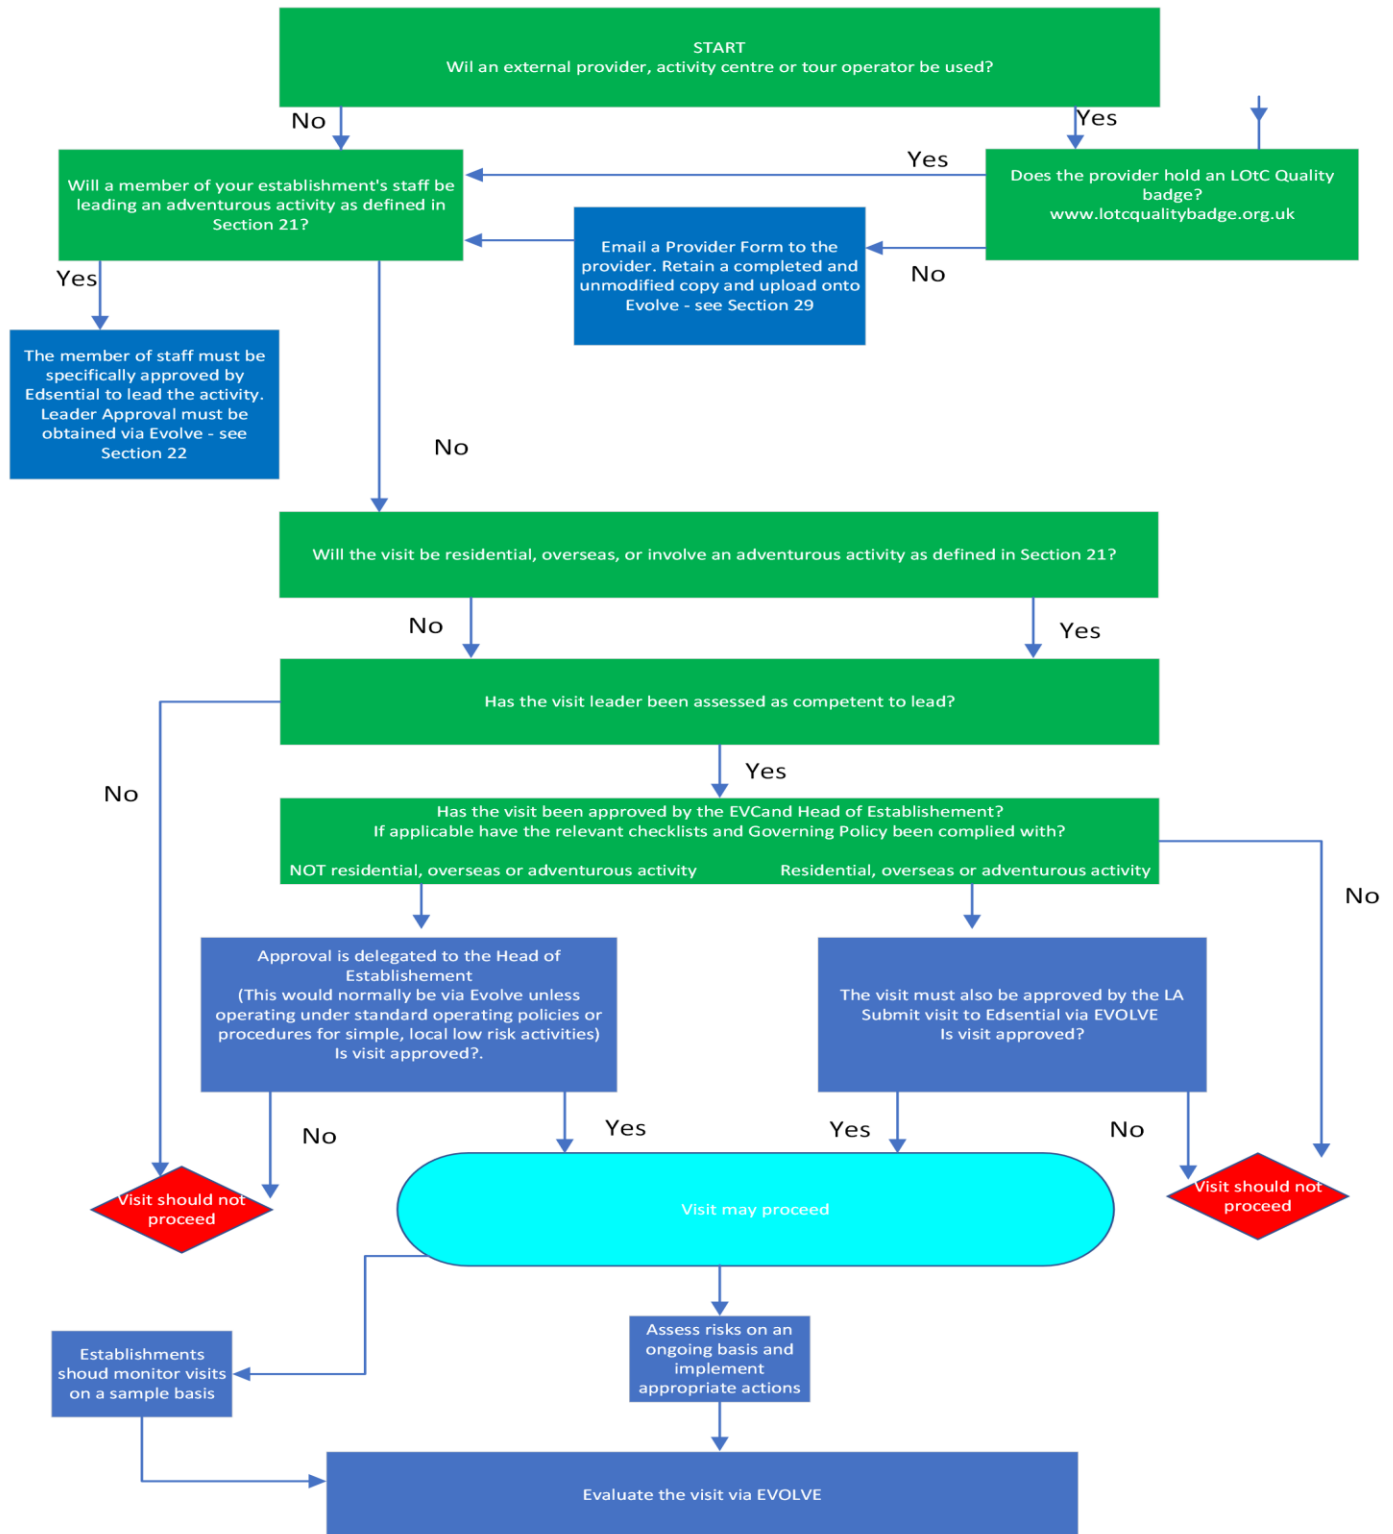 START
Wil an external provider, activity centre or tour operator be used?
No
Yes
Will a member of your establishment's staff be
leading an adventurous activity as defined in
Section 21?
Yes
Does the provider hold an LOtC Quality
badge?
www.lotcqualitybadge.org.uk
Email a Provider Form to the
provider. Retain a completed and
unmodified copy and upload onto
Evolve - see Section 29
No
Yes
The member of staff must be
specifically approved by
Edsential to lead the activity.
Leader Approval must be
obtained via Evolve - see
Section 22
No
Will the visit be residential, overseas, or involve an adventurous activity as defined in Section 21?
No
Yes
Has the visit leader been assessed as competent to lead?
No
Yes
Has the visit been approved by the EVCand Head of Establishement?
If applicable have the relevant checklists and Governing Policy been complied with?
NOT residential, overseas or adventurous activity
Residential, overseas or adventurous activity
No
Approval is delegated to the Head of
Establishement
(This would normally be via Evolve unless
operating under standard operating policies or
procedures for simple, local low risk activities)
Is visit approved?.
The visit must also be approved by the LA
Submit visit to Edsential via EVOLVE
Is visit approved?
No
Yes
Yes
No
Visit should not
proceed
Visit may proceed
Visit should not
proceed
Establishments
shoud monitor visits
on a sample basis
Assess risks on an
ongoing basis and
implement
appropriate actions
Evaluate the visit via EVOLVE